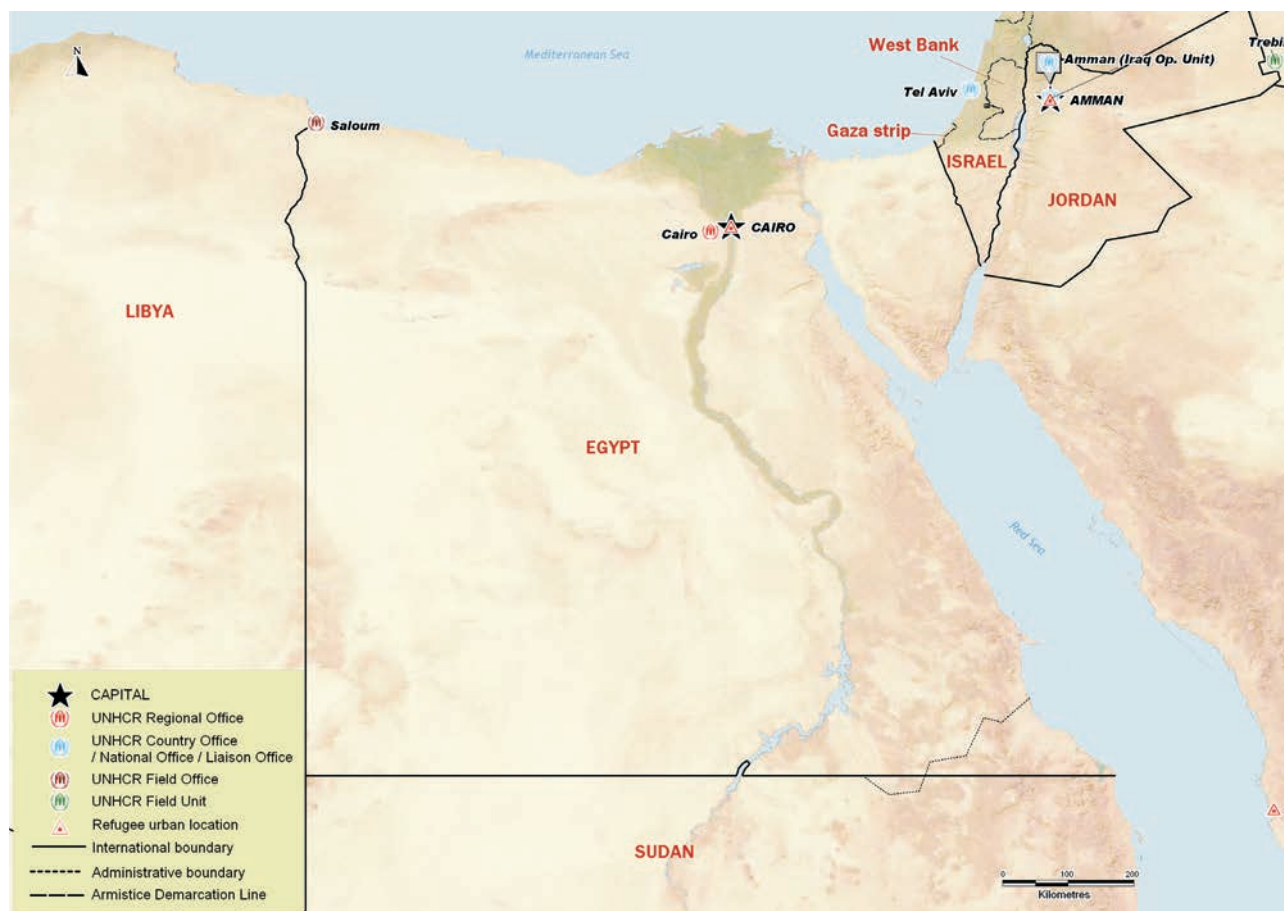 N
Mediterranean Sea
West Bank
Amman (Iraq Op. Unit)
Tel Aviv
AMMAN
Saloum
Gaza strip
ISRAEL
JORDAN
Cairo
CAIRO
LIBYA
EGYPT
Red Sea
SUDAN
CAPITAL
UNHCR Regional Office
UNHCR Country Office
/ National Office / Liaison Office
UNHCR Field Office
UNHCR Field Unit
Refugee urban location
International boundary
Administrative boundary
Armistice Demarcation Line
0 100 200
Kilometres